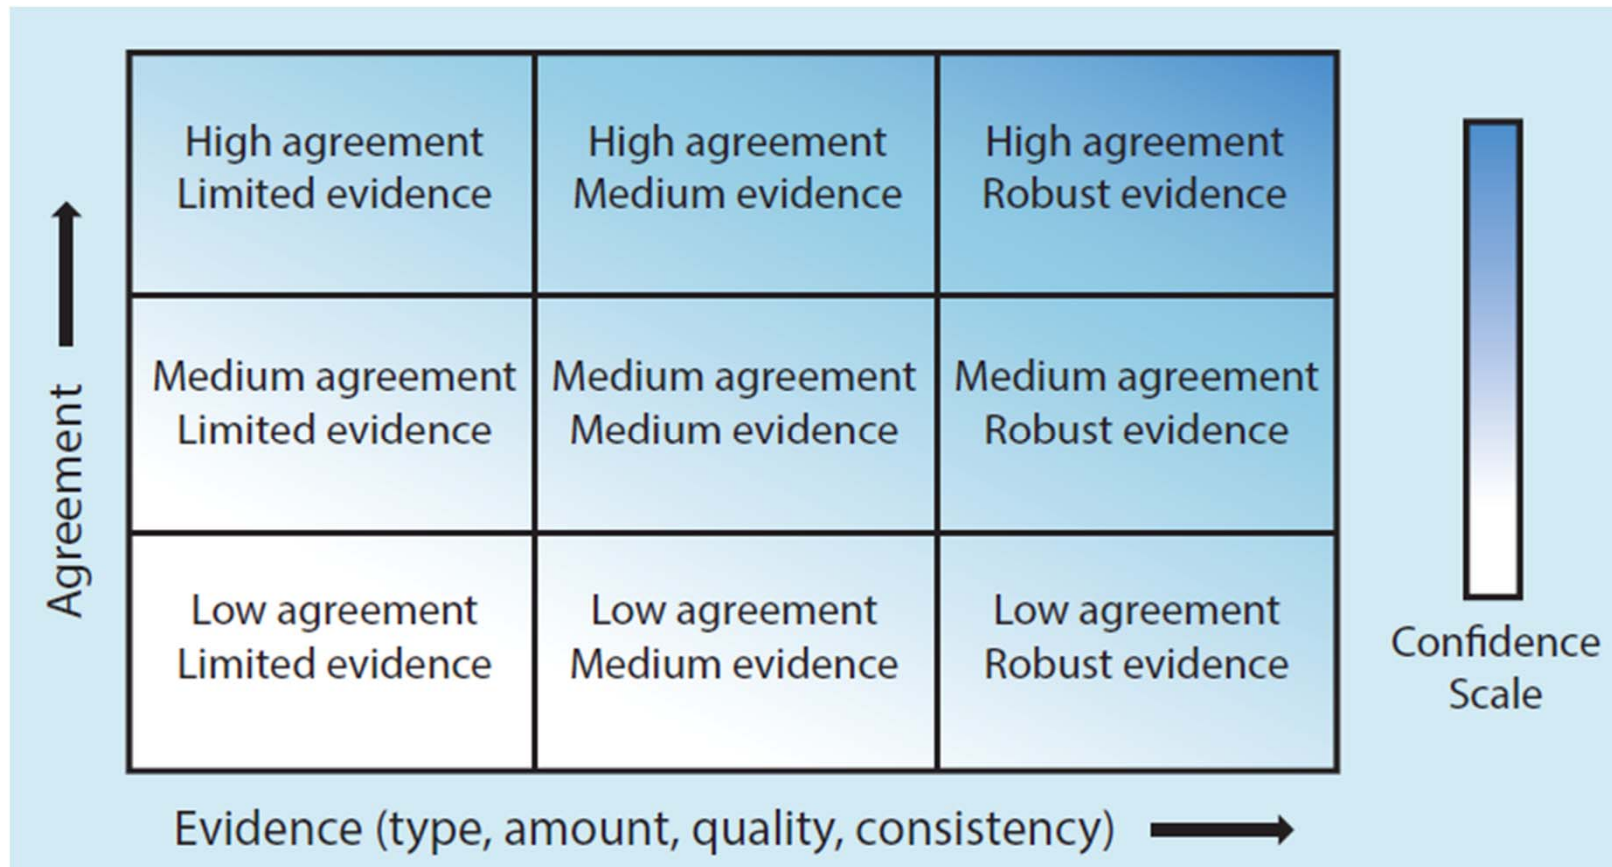 High agreement
Limited evidence
High agreement
Medium evidence
High agreement
Robust evidence
Medium agreement
Limited evidence
Medium agreement
Medium evidence
Medium agreement
Robust evidence
Low agreement
Limited evidence
Low agreement
Medium evidence
Low agreement
Robust evidence
Agreement
Evidence (type, amount, quality, consistency)
Confidence
Scale